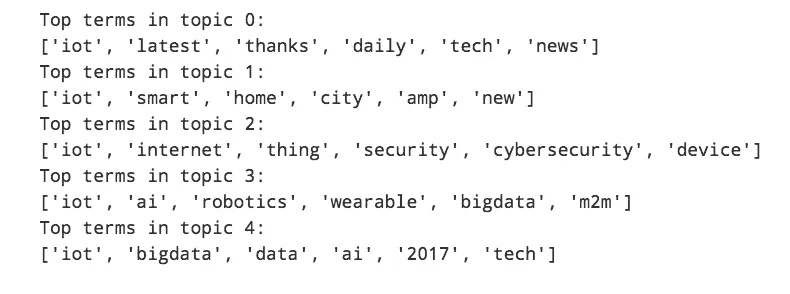 Top terms in topic 0:
['iot', 'latest', 'thanks', 'daily', 'tech', 'news']
Top terms in topic 1:
['iot', 'smart', 'home', 'city', 'amp', 'new']
Top terms in topic 2:
['iot', 'internet', 'thing', 'security', 'cybersecurity', 'device']
Top terms in topic 3:
['iot', 'ai', 'robotics', 'wearable', 'bigdata', 'm2m']
Top terms in topic 4:
['iot', 'bigdata', 'data', 'ai', '2017', 'tech']